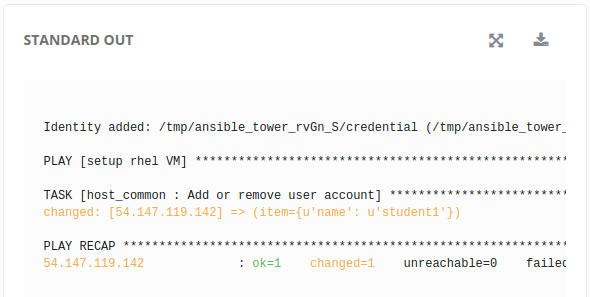 STANDARD OUT
Identity added: /tmp/ansible_tower_rvGn_S/credential (/tmp/ansible_tower_
PLAY [setup rhel VM] ****************************************************
TASK [host_common : Add or remove user account] *************************
changed: [54.147.119.142] => (item={u'name': u'student1'})
PLAY RECAP **************************************************************
54.147.119.142 : ok=1 changed=1 unreachable=0 failed